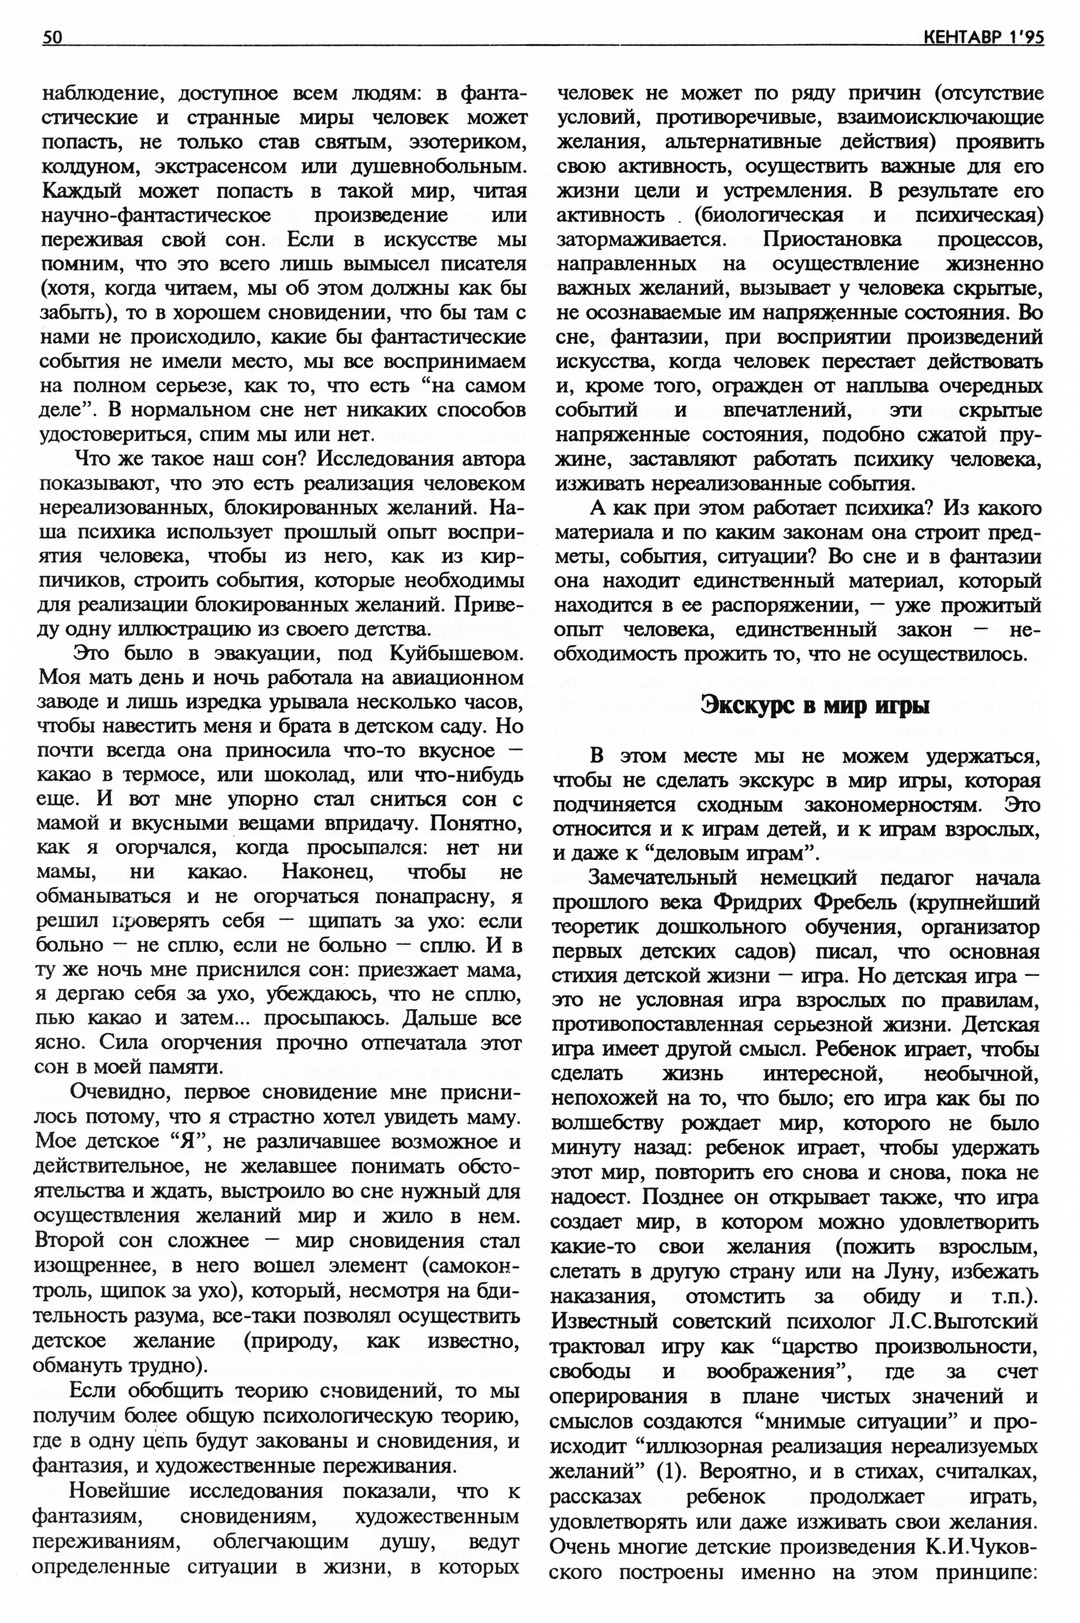 50
КЕНТАВР 1'95
наблюдение, доступное всем людям: в фанта-
стические и странные миры человек может
попасть, не только став святым, эзотериком,
колдуном, экстрасенсом или душевнобольным.
Каждый может попасть в такой мир, читая
научно-фантастическое произведение или
переживая свой сон. Если в искусстве мы
помним, что это всего лишь вымысел писателя
(хотя, когда читаем, мы об этом должны как бы
забыть), то в хорошем сновидении, что бы там с
нами не происходило, какие бы фантастические
события не имели место, мы все воспринимаем
на полном серьезе, как то, что есть “на самом
деле”. В нормальном сне нет никаких способов
удостовериться, спим мы или нет.
Что же такое наш сон? Исследования автора
показывают, что это есть реализация человеком
нереализованных, блокированных желаний. На-
ша психика использует прошлый опыт воспри-
ятия человека, чтобы из него, как из кир-
пичиков, строить события, которые необходимы
для реализации блокированных желаний. Приве-
ду одну иллюстрацию из своего детства.
Это было в эвакуации, под Куйбышевом.
Моя мать день и ночь работала на авиационном
заводе и лишь изредка урывала несколько часов,
чтобы навестить меня и брата в детском саду. Но
почти всегда она приносила что-то вкусное —
какао в термосе, или шоколад, или что-нибудь
еще. И вот мне упорно стал сниться сон с
мамой и вкусными вещами впридачу. Понятно,
как я огорчался, когда просыпался: нет ни
мамы, ни какао. Наконец, чтобы не
обманываться и не огорчаться понапрасну, я
решил проверять себя — щипать за ухо: если
больно — не сплю, если не больно — сплю. И в
ту же ночь мне приснился сон: приезжает мама,
я дергаю себя за ухо, убеждаюсь, что не сплю,
пью какао и затем... просыпаюсь. Дальше все
ясно. Сила огорчения прочно отпечатала этот
сон в моей памяти.
Очевидно, первое сновидение мне присни-
лось потому, что я страстно хотел увидеть маму.
Мое детское “Я”, не различавшее возможное и
действительное, не желавшее понимать обсто-
ятельства и ждать, выстроило во сне нужный для
осуществления желаний мир и жило в нем.
Второй сон сложнее — мир сновидения стал
изощреннее, в него вошел элемент (самокон-
троль, щипок за ухо), который, несмотря на бди-
тельность разума, все-таки позволял осуществить
детское желание (природу, как известно,
обмануть трудно).
Если обобщить теорию сновидений, то мы
получим более общую психологическую теорию,
где в одну цепь будут закованы и сновидения, и
фантазия, и художественные переживания.
Новейшие исследования показали, что к
фантазиям, сновидениям, художественным
переживаниям, облегчающим душу, ведут
определенные ситуации в жизни, в которых
человек не может по ряду причин (отсутствие
условий, противоречивые, взаимоисключающие
желания, альтернативные действия) проявить
свою активность, осуществить важные для его
жизни цели и устремления. В результате его
активность . (биологическая и психическая)
затормаживается. Приостановка процессов,
направленных на осуществление жизненно
важных желаний, вызывает у человека скрытые,
не осознаваемые им напряженные состояния. Во
сне, фантазии, при восприятии произведений
искусства, когда человек перестает действовать
и, кроме того, огражден от наплыва очередных
событий и впечатлений, эти скрытые
напряженные состояния, подобно сжатой пру-
жине, заставляют работать психику человека,
изживать нереализованные события.
А как при этом работает психика? Из какого
материала и по каким законам она строит пред-
меты, события, ситуации? Во сне и в фантазии
она находит единственный материал, который
находится в ее распоряжении, — уже прожитый
опыт человека, единственный закон — не-
обходимость прожить то, что не осуществилось.
Экскурс в мир игры
В этом месте мы не можем удержаться,
чтобы не сделать экскурс в мир игры, которая
подчиняется сходным закономерностям. Это
относится и к играм детей, и к играм взрослых,
и даже к “деловым играм”.
Замечательный немецкий педагог начала
прошлого века Фридрих Фребель (крупнейший
теоретик дошкольного обучения, организатор
первых детских садов) писал, что основная
стихия детской жизни — игра. Но детская игра —
это не условная игра взрослых по правилам,
противопоставленная серьезной жизни. Детская
игра имеет другой смысл. Ребенок играет, чтобы
сделать жизнь интересной, необычной,
непохожей на то, что было; его игра как бы по
волшебству рождает мир, которого не было
минуту назад: ребенок играет, чтобы удержать
этот мир, повторить его снова и снова, пока не
надоест. Позднее он открывает также, что игра
создает мир, в котором можно удовлетворить
какие-то свои желания (пожить взрослым,
слетать в другую страну или на Луну, избежать
наказания, отомстить за обиду и т.п.).
Известный советский психолог Л.С.Выготский
трактовал игру как “царство произвольности,
свободы и воображения”, где за счет
оперирования в плане чистых значений и
смыслов создаются “мнимые ситуации” и про-
исходит “иллюзорная реализация нереализуемых
желаний” (1). Вероятно, и в стихах, считалках,
рассказах ребенок продолжает играть,
удовлетворять или даже изживать свои желания.
Очень многие детские произведения К.И.Чуков-
ского построены именно на этом принципе: